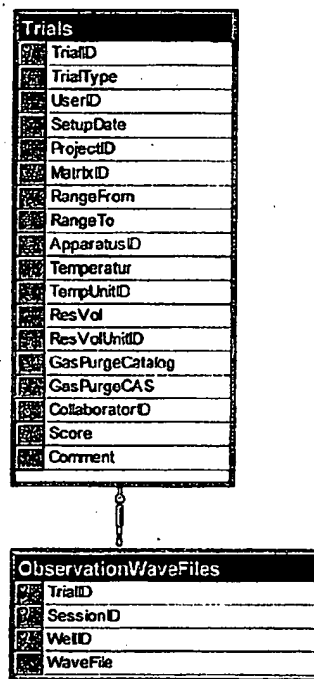 Trials
TrialID
TrialType
UserID
SetupDate
ProjectID
MatrixID
RangeFrom
RangeTo
ApparatusID
Temperatur
TempUnitID
ResVol
ResVolUnitID
GasPurgeCatalog
GasPurgeCAS
CollaboratorID
Score
Comment
ObservationWaveFiles
TrialID
SessionID
WellID
WaveFile